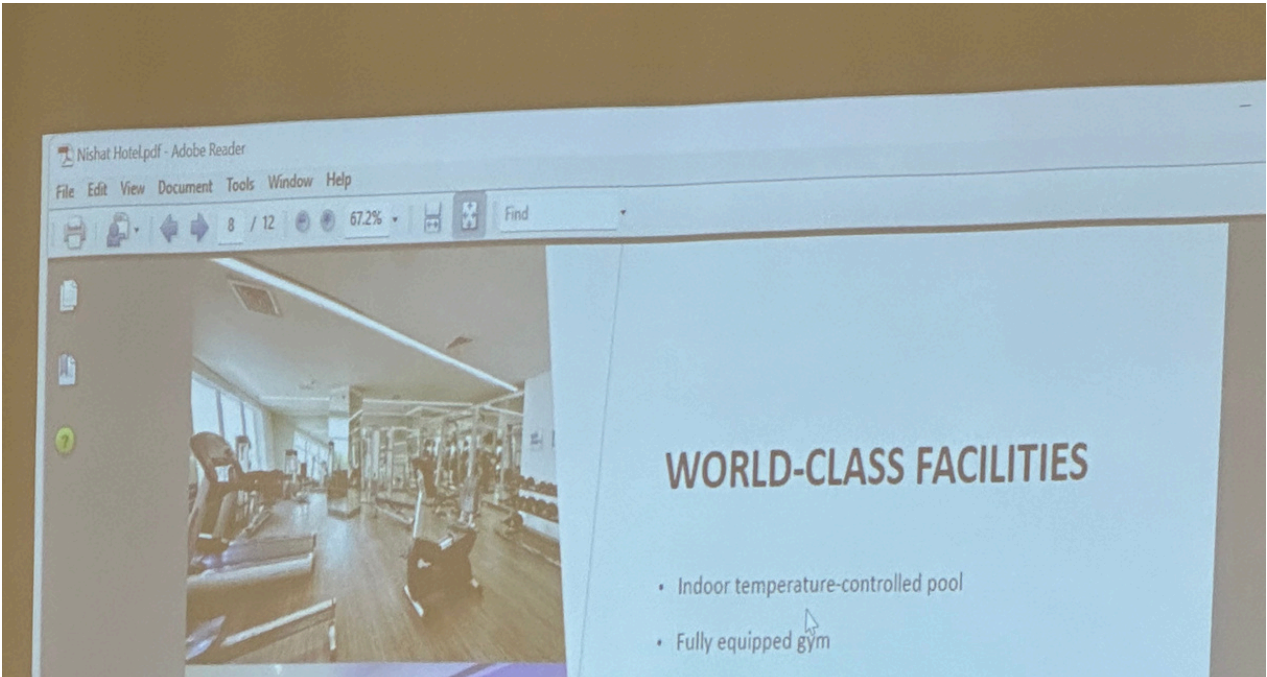 Nishat Hotel.pdf - Adobe Reader
File Edit View Document Tools Window Help
8 / 12 67.2% Find
WORLD-CLASS FACILITIES
• Indoor temperature-controlled pool
• Fully equipped gym